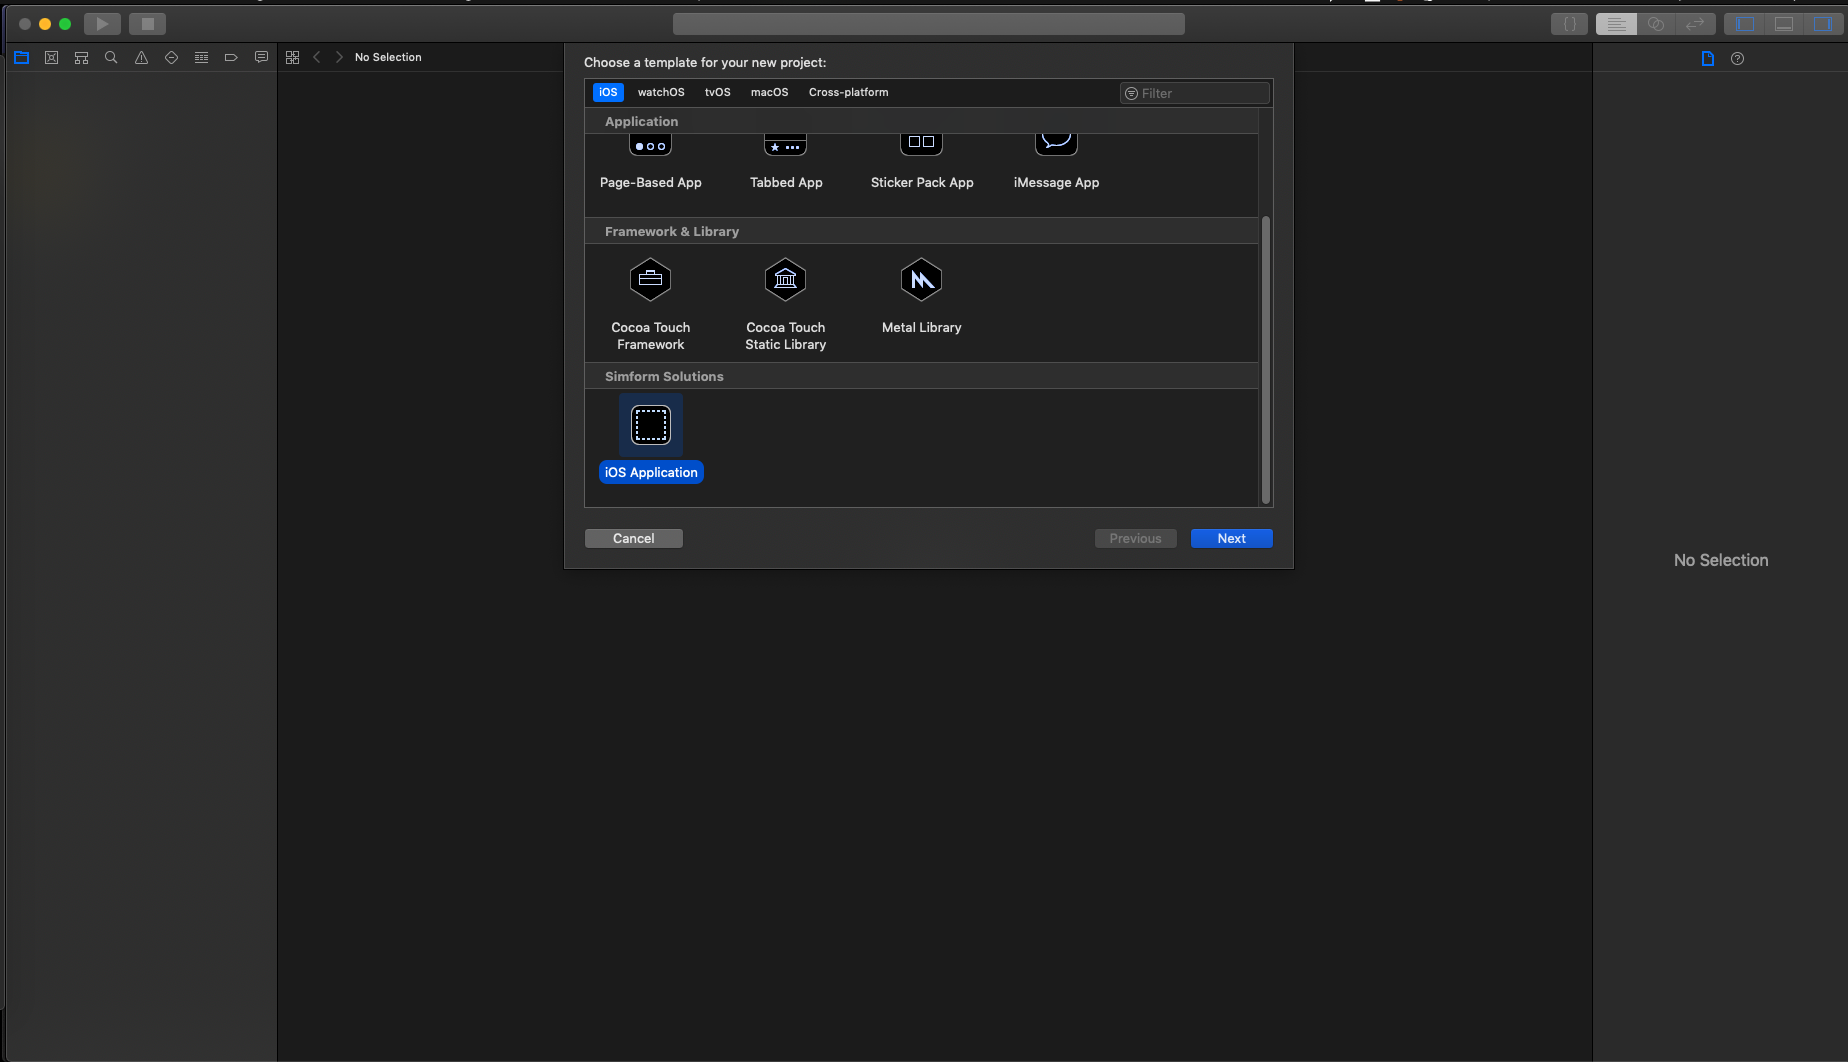 No Selection
Choose a template for your new project:
iOS watchOS tvOS macOS Cross-platform Filter
Application
Page-Based App Tabbed App Sticker Pack App iMessage App
Framework & Library
Cocoa Touch Framework
Cocoa Touch Static Library
Metal Library
Simform Solutions
iOS Application
Cancel Previous Next
No Selection